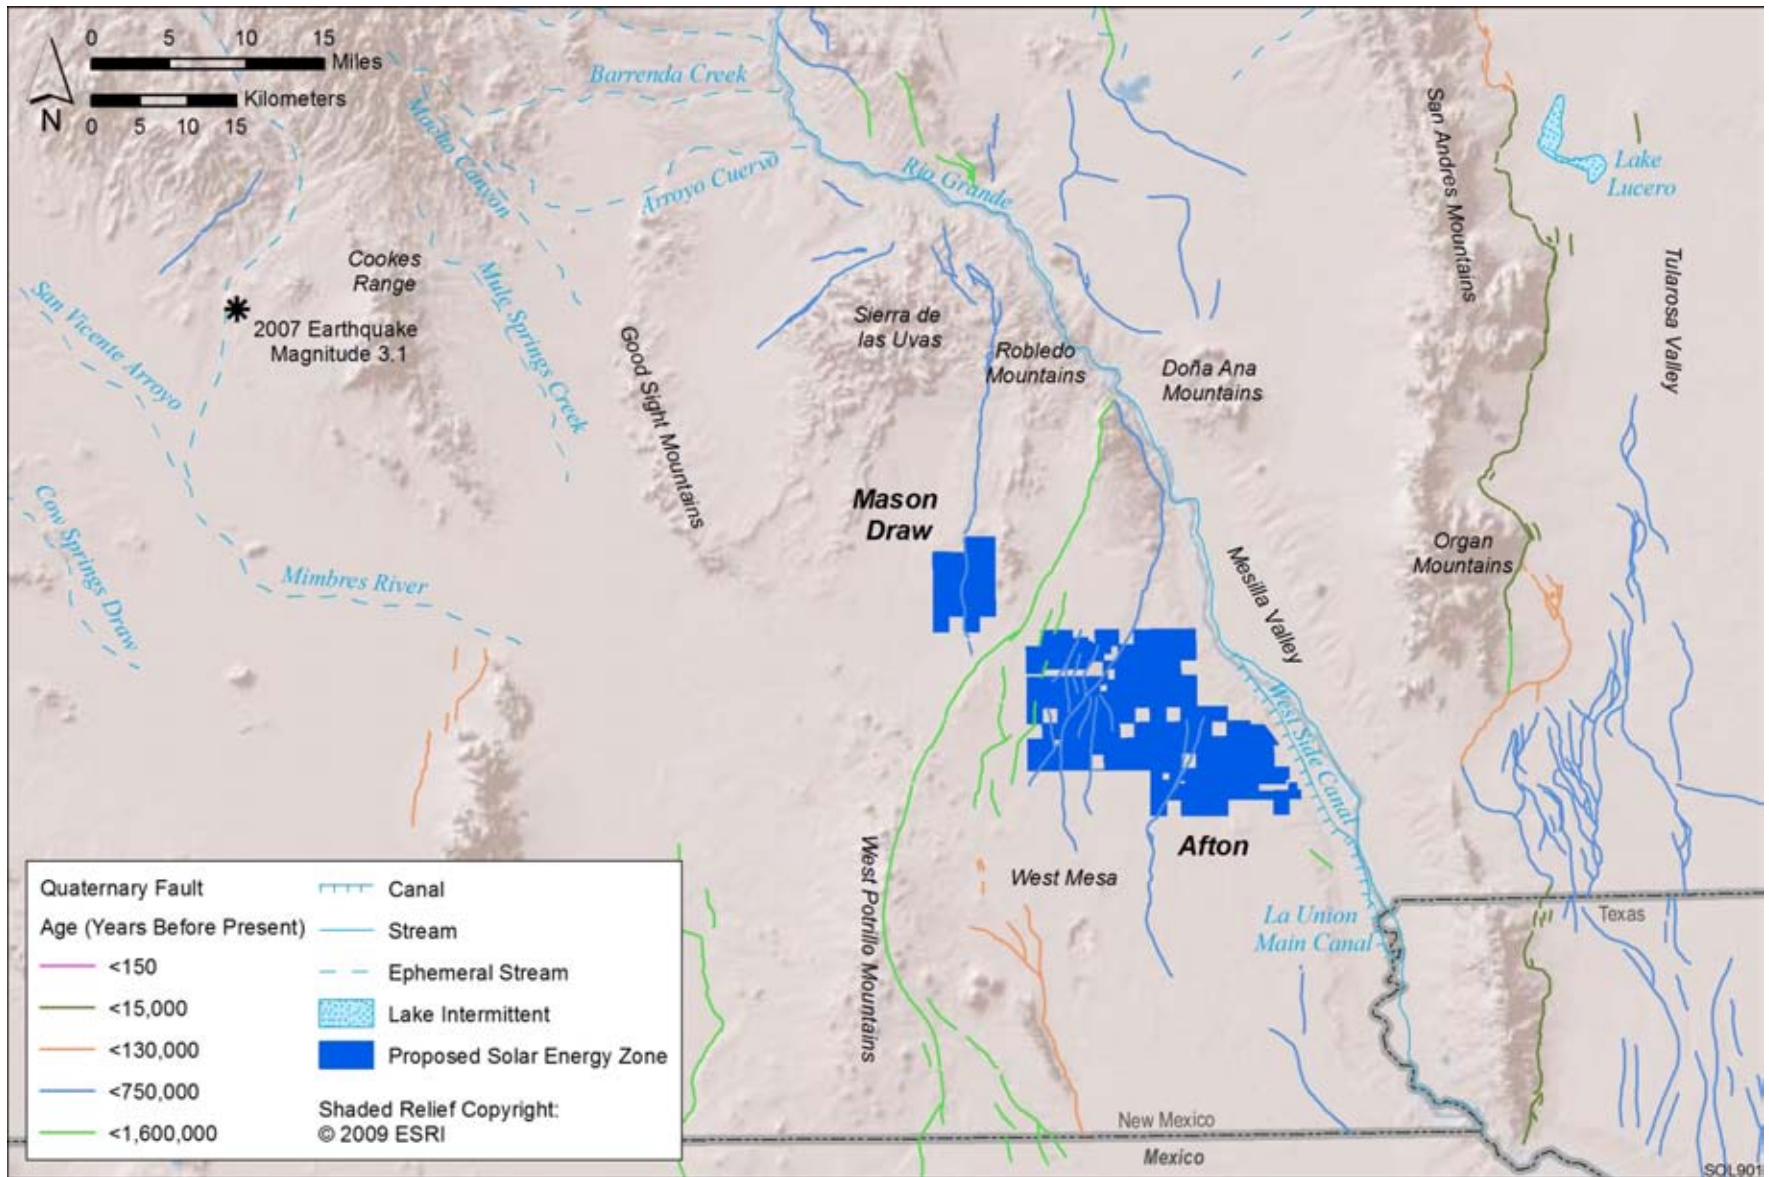 0 5 10 15
Miles
Kilometers
0 5 10 15
N
Barrenda Creek
Macho Canyon
Arroyo Cuervo
Rio Grande
San Andres Mountains
Lake
Lucero
Tularosa Valley
Cookes
Range
Mule Springs Creek
San Vicente Arroyo
2007 Earthquake
Magnitude 3.1
Good Sight Mountains
Sierra de
las Uvas
Robledo
Mountains
Doña Ana
Mountains
Mason
Draw
Cow Springs Draw
Mimbres River
Mesilla Valley
Organ
Mountains
West Side Canal
Afton
West Potrillo Mountains
West Mesa
La Union
Main Canal
Texas
New Mexico
Mexico
Quaternary Fault
Age (Years Before Present)
<150
<15,000
<130,000
<750,000
<1,600,000
Canal
Stream
Ephemeral Stream
Lake Intermittent
Proposed Solar Energy Zone
Shaded Relief Copyright:
© 2009 ESRI